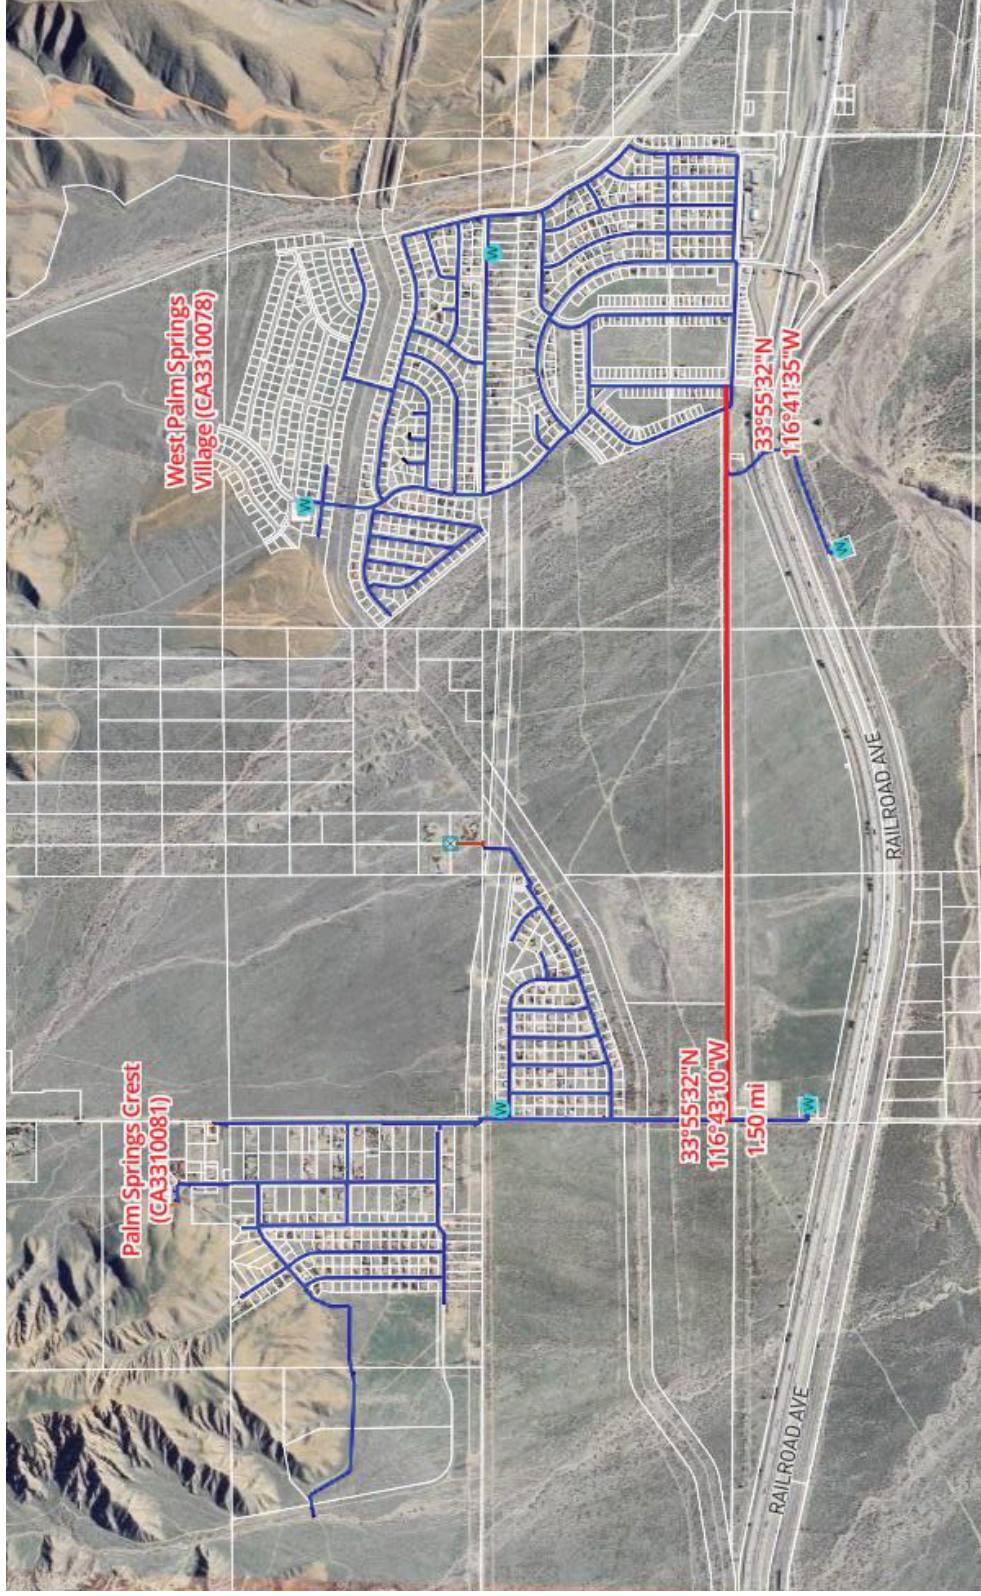 West Palm Springs
Village (CA3310078)
W
W
33°55'32"N
116°41'35"W
W
RAILROAD AVE
Palm Springs Crest
(CA3310081)
W
33°55'32"N
116°43'10"W
1.50 mi
W
RAILROAD AVE